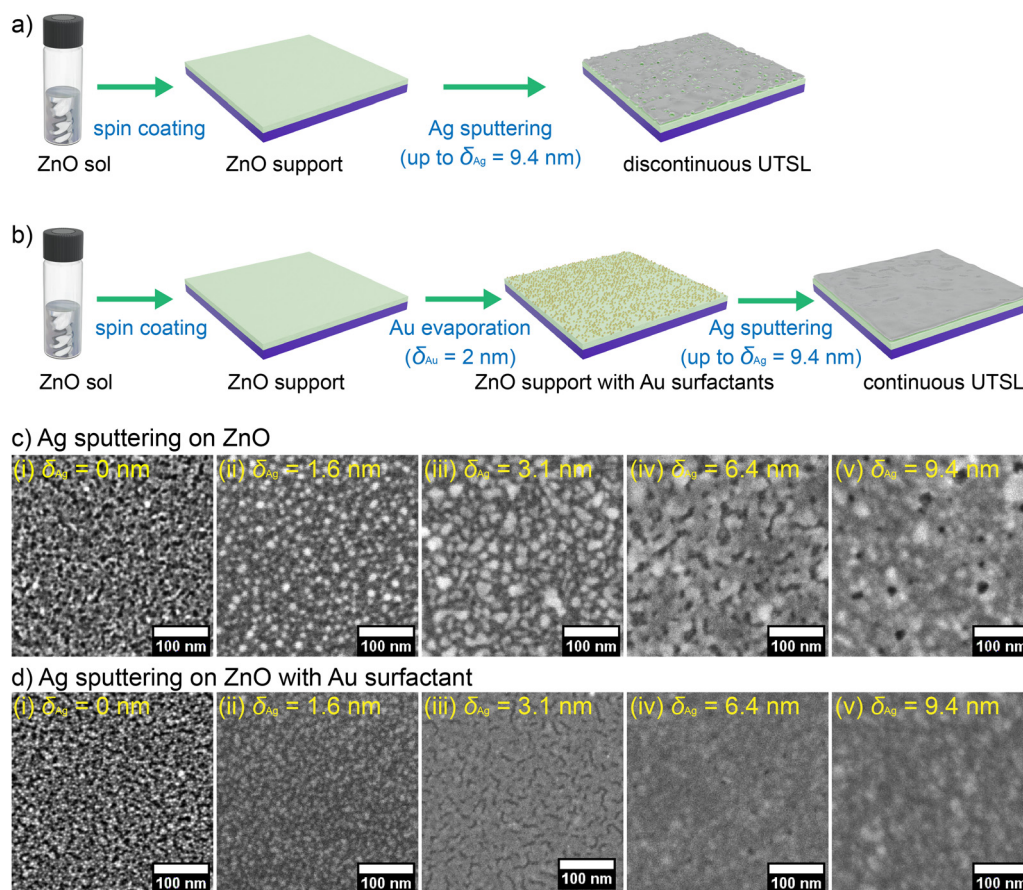 a)
spin coating
Ag sputtering
(up to δAg = 9.4 nm)
ZnO sol
ZnO support
discontinuous UTSL
b)
spin coating
Au evaporation
(δAu = 2 nm)
Ag sputtering
(up to δAg = 9.4 nm)
ZnO sol
ZnO support
ZnO support with Au surfactants
continuous UTSL
c) Ag sputtering on ZnO
(i) δAg = 0 nm
(ii) δAg = 1.6 nm
(iii) δAg = 3.1 nm
(iv) δAg = 6.4 nm
(v) δAg = 9.4 nm
100 nm
100 nm
100 nm
100 nm
100 nm
d) Ag sputtering on ZnO with Au surfactant
(i) δAg = 0 nm
(ii) δAg = 1.6 nm
(iii) δAg = 3.1 nm
(iv) δAg = 6.4 nm
(v) δAg = 9.4 nm
100 nm
100 nm
100 nm
100 nm
100 nm